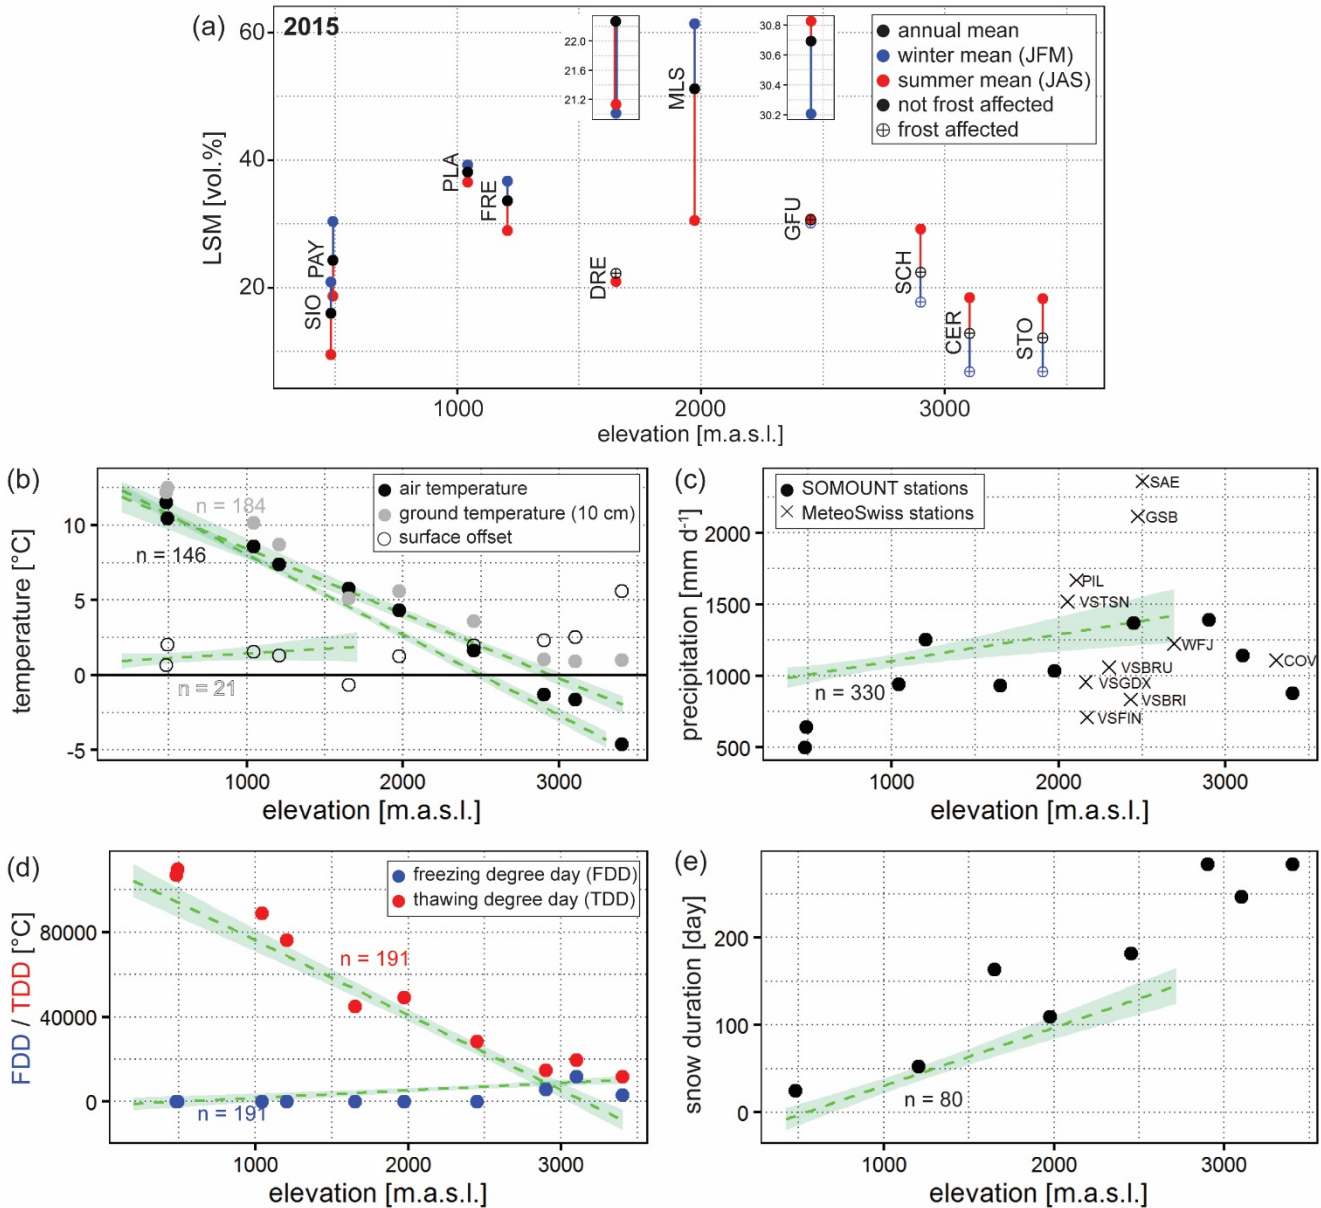 (a)
2015
60
40
20
LSM [vol.%]
22.0
21.6
21.2
30.8
30.6
30.4
30.2
annual mean
winter mean (JFM)
summer mean (JAS)
not frost affected
frost affected
SIO
PAY
PLA
FRE
DRE
MLS
GFU
SCH
CER
STO
1000
2000
3000
elevation [m.a.s.l.]
(b)
n = 184
n = 146
n = 21
air temperature
ground temperature (10 cm)
surface offset
10
5
0
-5
temperature [°C]
1000
2000
3000
elevation [m.a.s.l.]
(c)
SOMOUNT stations
MeteoSwiss stations
SAE
GSB
PIL
VSTSN
WFJ
COV
VSBRU
VSGDX
VSBRI
VSFIN
n = 330
2000
1500
1000
500
precipitation [mm d⁻¹]
1000
2000
3000
elevation [m.a.s.l.]
(d)
freezing degree day (FDD)
thawing degree day (TDD)
n = 191
n = 191
80000
40000
0
FDD / TDD [°C]
1000
2000
3000
elevation [m.a.s.l.]
(e)
n = 80
200
100
0
snow duration [day]
1000
2000
3000
elevation [m.a.s.l.]